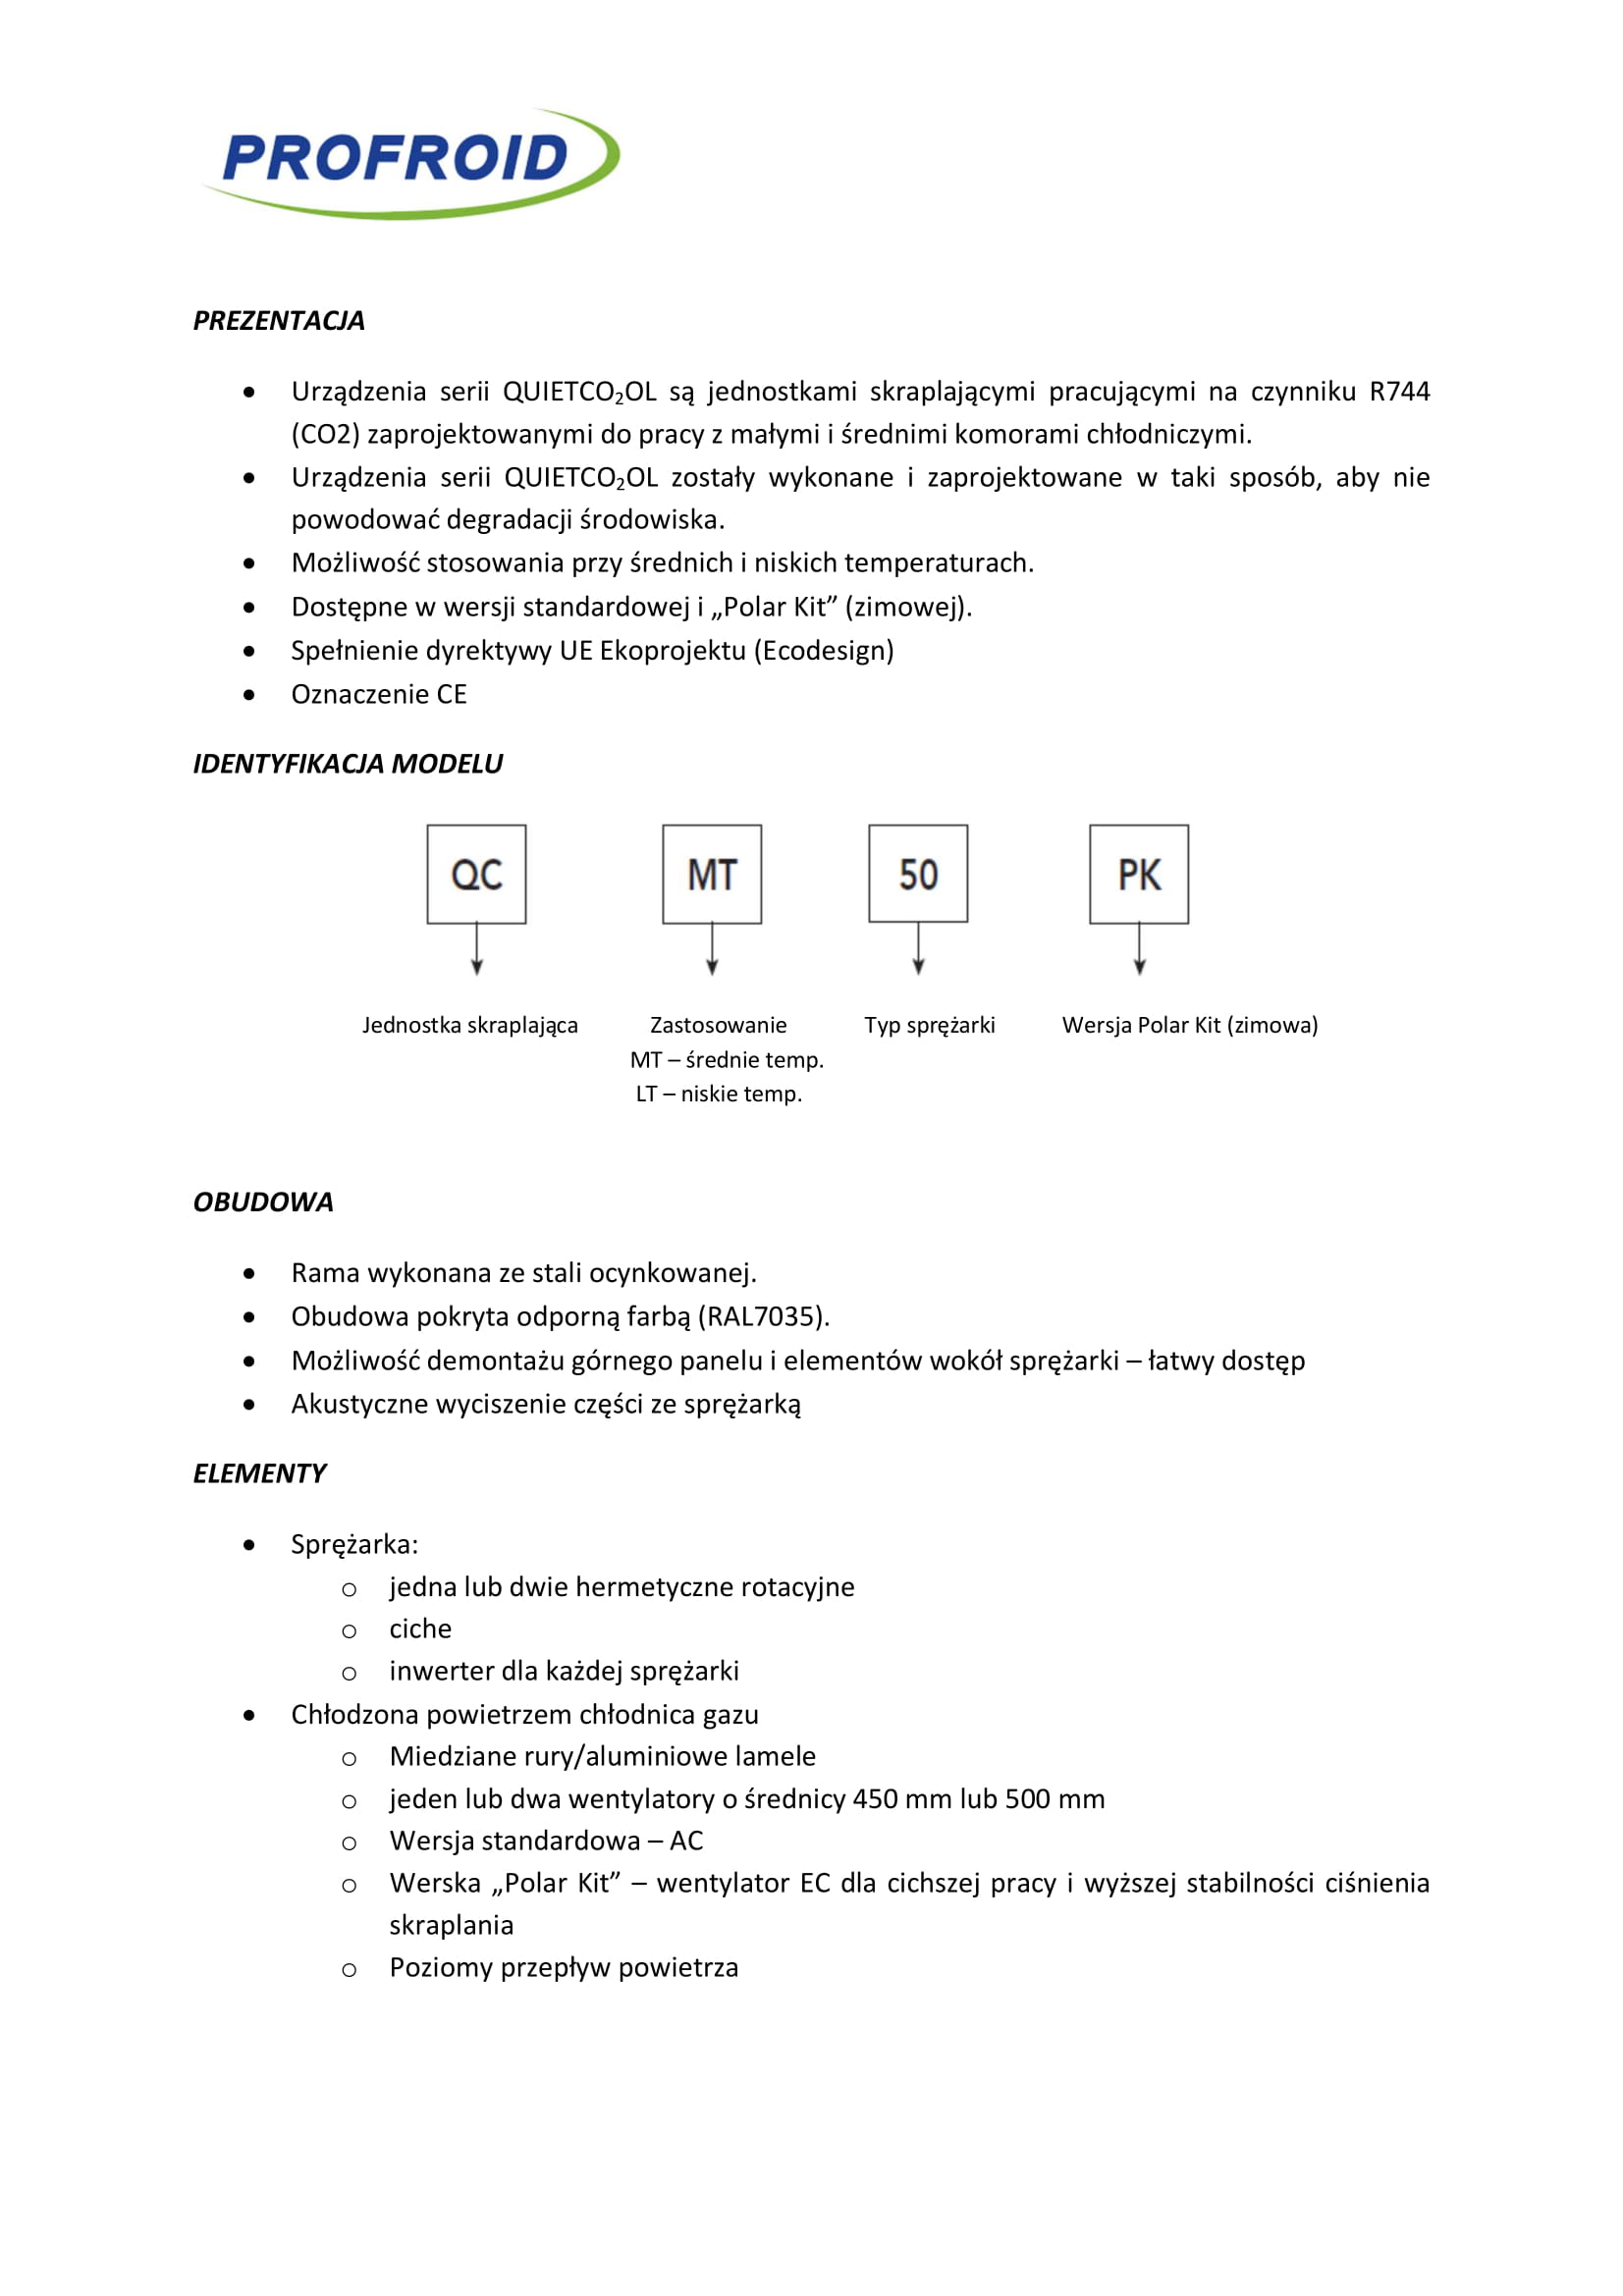 PROFROID
PREZENTACJA
• Urządzenia serii QUIETCO₂OL są jednostkami skraplającymi pracującymi na czynniku R744
(CO2) zaprojektowanymi do pracy z małymi i średnimi komorami chłodniczymi.
• Urządzenia serii QUIETCO₂OL zostały wykonane i zaprojektowane w taki sposób, aby nie
powodować degradacji środowiska.
• Możliwość stosowania przy średnich i niskich temperaturach.
• Dostępne w wersji standardowej i „Polar Kit” (zimowej).
• Spełnienie dyrektywy UE Ekoprojektu (Ecodesign)
• Oznaczenie CE
IDENTYFIKACJA MODELU
QC MT 50 PK
Jednostka skraplająca Zastosowanie Typ sprężarki Wersja Polar Kit (zimowa)
MT – średnie temp.
LT – niskie temp.
OBUDOWA
• Rama wykonana ze stali ocynkowanej.
• Obudowa pokryta odporną farbą (RAL7035).
• Możliwość demontażu górnego panelu i elementów wokół sprężarki – łatwy dostęp
• Akustyczne wyciszenie części ze sprężarką
ELEMENTY
• Sprężarka:
o jedna lub dwie hermetyczne rotacyjne
o ciche
o inwerter dla każdej sprężarki
• Chłodzona powietrzem chłodnica gazu
o Miedziane rury/aluminiowe lamele
o jeden lub dwa wentylatory o średnicy 450 mm lub 500 mm
o Wersja standardowa – AC
o Werska „Polar Kit” – wentylator EC dla cichszej pracy i wyższej stabilności ciśnienia
skraplania
o Poziomy przepływ powietrza